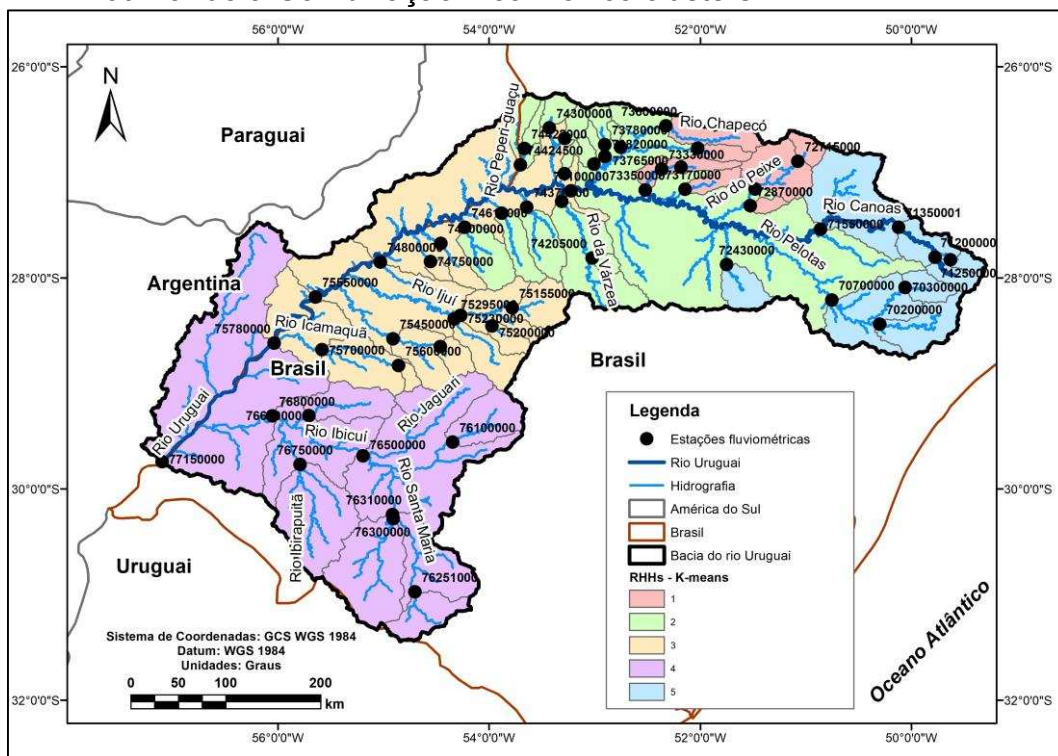 56°0'0"W 54°0'0"W 52°0'0"W 50°0'0"W
26°0'0"S 26°0'0"S
N
Paraguai
Rio Peperi-guaçu
74300000
Rio Chapecó
74424500
73780000
73765000
73330000
73350000
73170000
72715000
Rio do Peixe
72870000
Rio Canoas
71350001
71550000
71200000
71250000
Rio Pelotas
74205000
Rio da Várzea
72430000
70700000
70300000
70200000
74800000
74750000
28°0'0"S 28°0'0"S
Argentina
75550000
Rio Ijuí
75295000
75155000
75230000
75200000
75450000
Rio Icamaquã
75780000
75700000
75600000
Brasil
Brasil
Rio Jaguari
76800000
Rio Uruguai
Rio Ibicuí
76100000
76500000
77150000
76750000
Rio Santa Maria
Rio Ibirapuitã
76310000
76300000
76251000
30°0'0"S 30°0'0"S
Uruguai
Oceano Atlântico
Legenda
Estações fluviométricas
Rio Uruguai
Hidrografia
América do Sul
Brasil
Bacia do rio Uruguai
RHHs - K-means
1
2
3
4
5
Sistema de Coordenadas: GCS WGS 1984
Datum: WGS 1984
Unidades: Graus
0 50 100 200
km
32°0'0"S 32°0'0"S
56°0'0"W 54°0'0"W 52°0'0"W 50°0'0"W